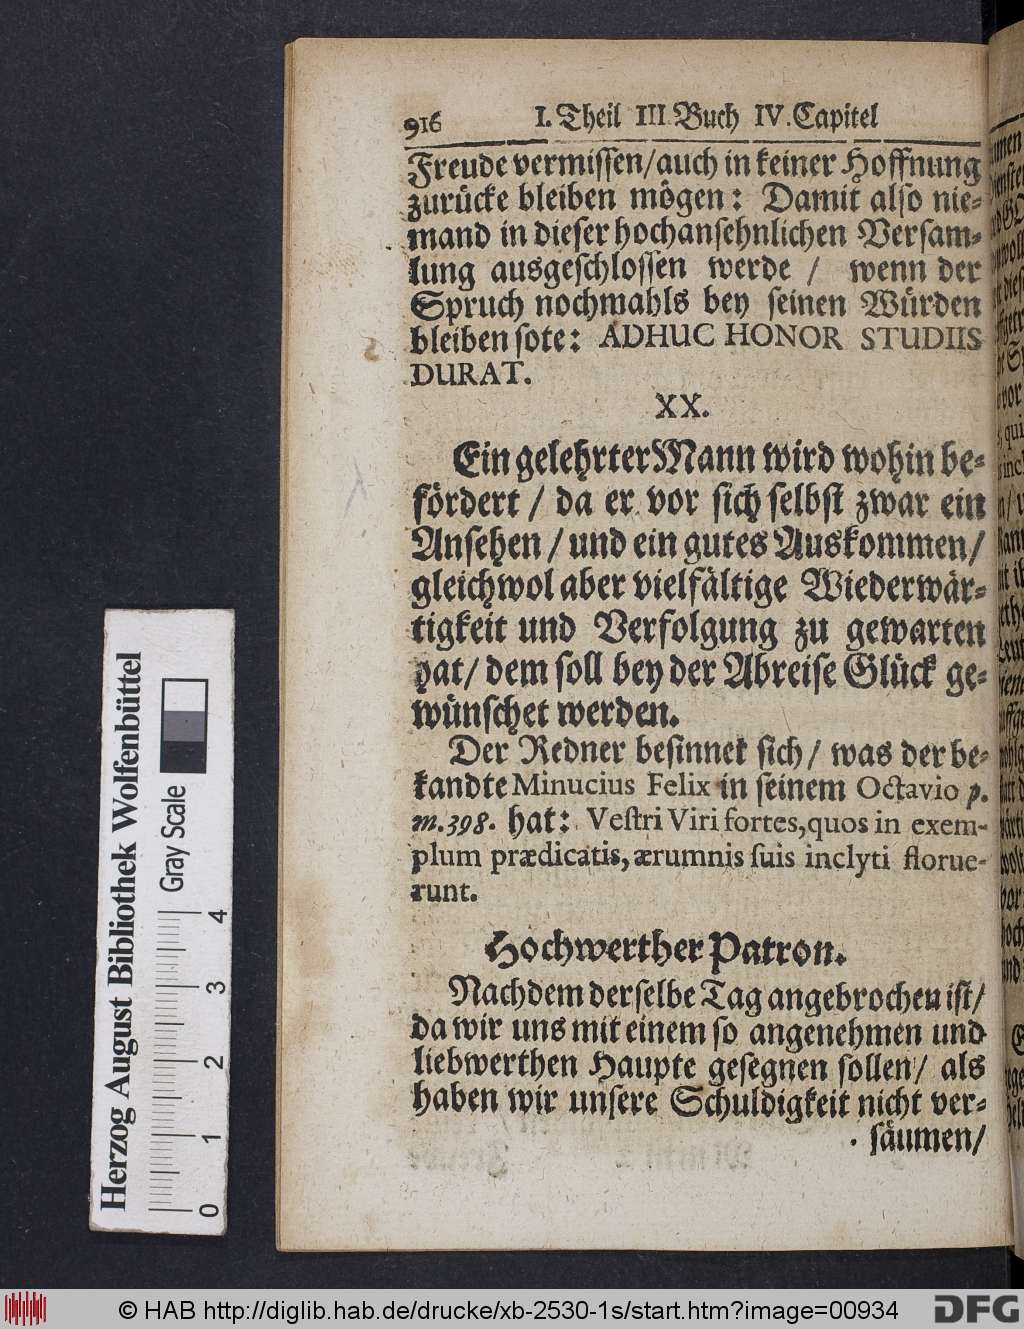 916 I. Theil III Buch IV. Capitel
Freude vermissen/auch in keiner Hoffnung
zurücke bleiben mögen: Damit also nie-
mand in dieser hochansehnlichen Versam-
lung ausgeschlossen werde / wenn der
Spruch nochmahls bey seinen Würden
bleiben sote: ADHUC HONOR STUDIIS
DURAT.
XX.
Ein gelehrter Mann wird wohin be-
fördert / da er vor sich selbst zwar ein
Ansehen / und ein gutes Auskommen/
gleichwol aber vielfältige Wiederwär-
tigkeit und Verfolgung zu gewarten
hat/ dem soll bey der Abreise Glück ge-
wünschet werden.
Der Redner besinnet sich/ was der be-
kandte Minucius Felix in seinem Octavio p.
m. 398. hat: Vestri Viri fortes, quos in exem-
plum prædicatis, ærumnis suis inclyti florue-
runt.
Hochwerther Patron.
Nachdem derselbe Tag angebrochen ist/
da wir uns mit einem so angenehmen und
liebwerthen Haupte gesegnen sollen/ als
haben wir unsere Schuldigkeit nicht ver-
säumen/
Herzog August Bibliothek Wolfenbüttel
Gray Scale
0 1 2 3 4
© HAB http://diglib.hab.de/drucke/xb-2530-1s/start.htm?image=00934
DFG